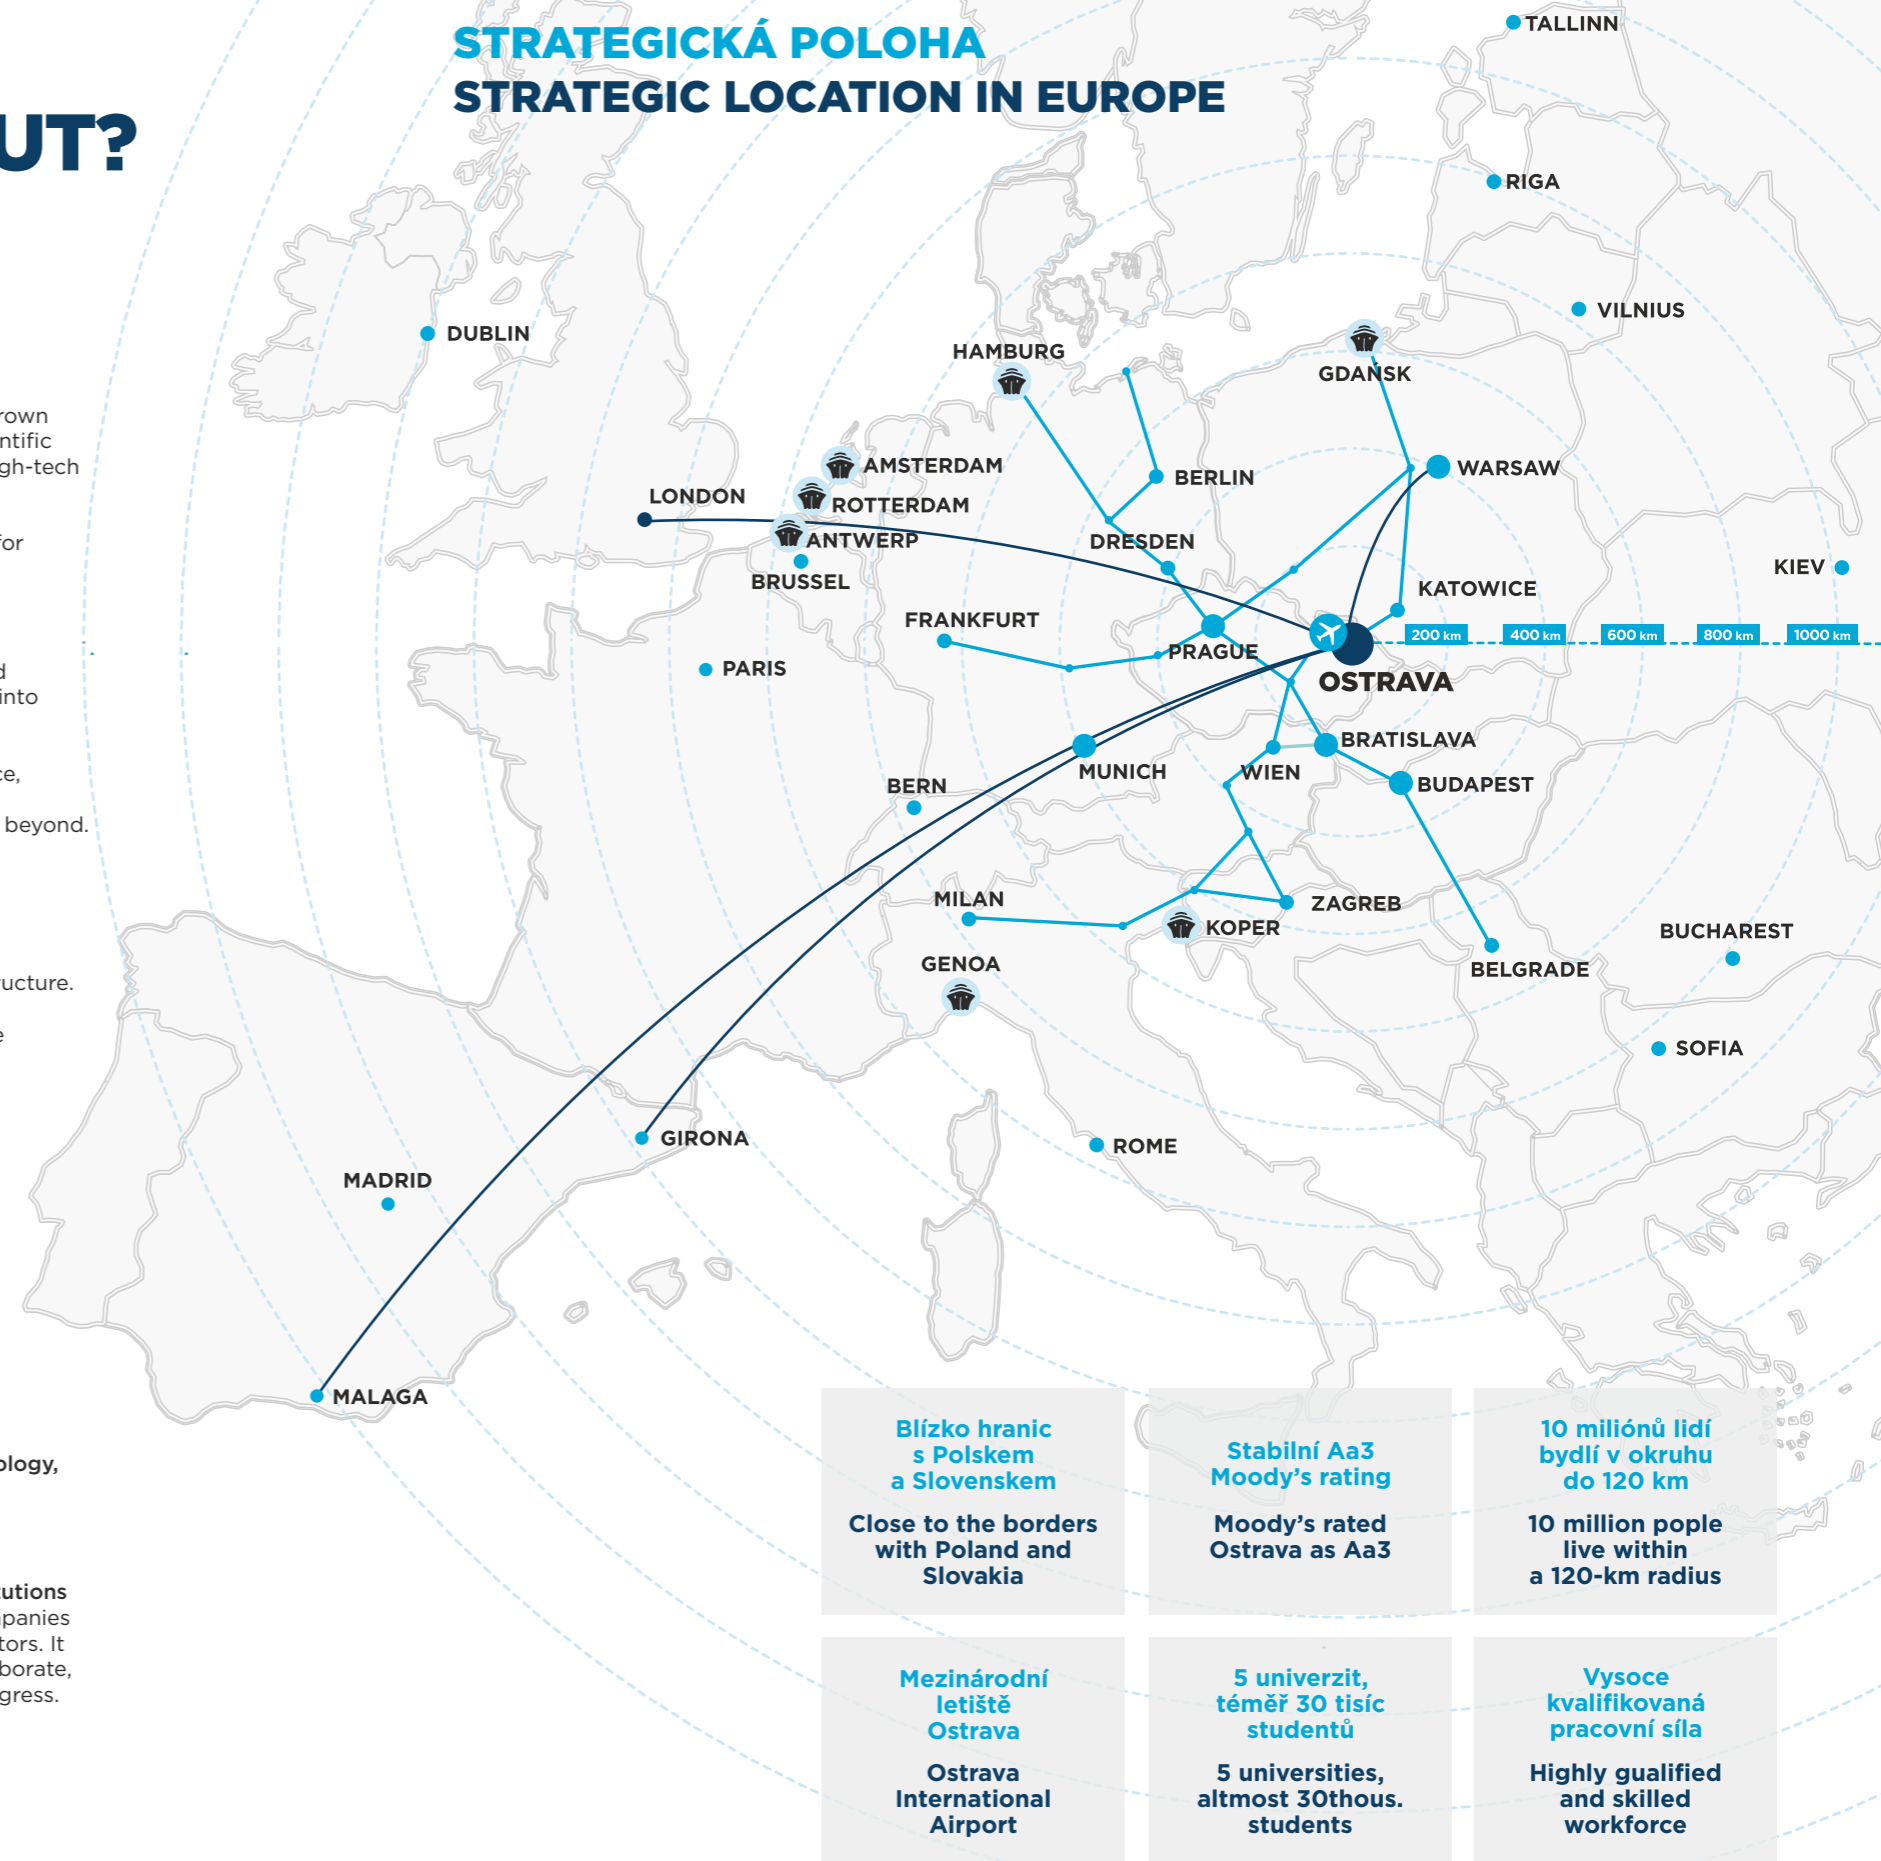 STRATEGICKÁ POLOHA
STRATEGIC LOCATION IN EUROPE
UT?
rown
ntific
gh-tech
for
d
into
ce,
beyond.
ucture.
e
ology,
tutions
mpanies
tors. It
borate,
gress.
TALLINN
RIGA
VILNIUS
DUBLIN
HAMBURG
GDAŃSK
AMSTERDAM
WARSAW
BERLIN
LONDON
ROTTERDAM
ANTWERP
DRESDEN
KIEV
BRUSSEL
KATOWICE
FRANKFURT
200 km
400 km
600 km
800 km
1000 km
PRAGUE
PARIS
OSTRAVA
BRATISLAVA
MUNICH
WIEN
BUDAPEST
BERN
MILAN
ZAGREB
KOPER
BUCHAREST
GENOA
BELGRADE
SOFIA
GIRONA
ROME
MADRID
MALAGA
Blízko hranic
s Polskem
a Slovenskem
Close to the borders
with Poland and
Slovakia
Stabilní Aa3
Moody’s rating
Moody’s rated
Ostrava as Aa3
10 miliónů lidí
bydlí v okruhu
do 120 km
10 million pople
live within
a 120-km radius
Mezinárodní
letiště
Ostrava
Ostrava
International
Airport
5 univerzit,
téměř 30 tisíc
studentů
5 universities,
altmost 30thous.
students
Vysoce
kvalifikovaná
pracovní síla
Highly gualified
and skilled
workforce